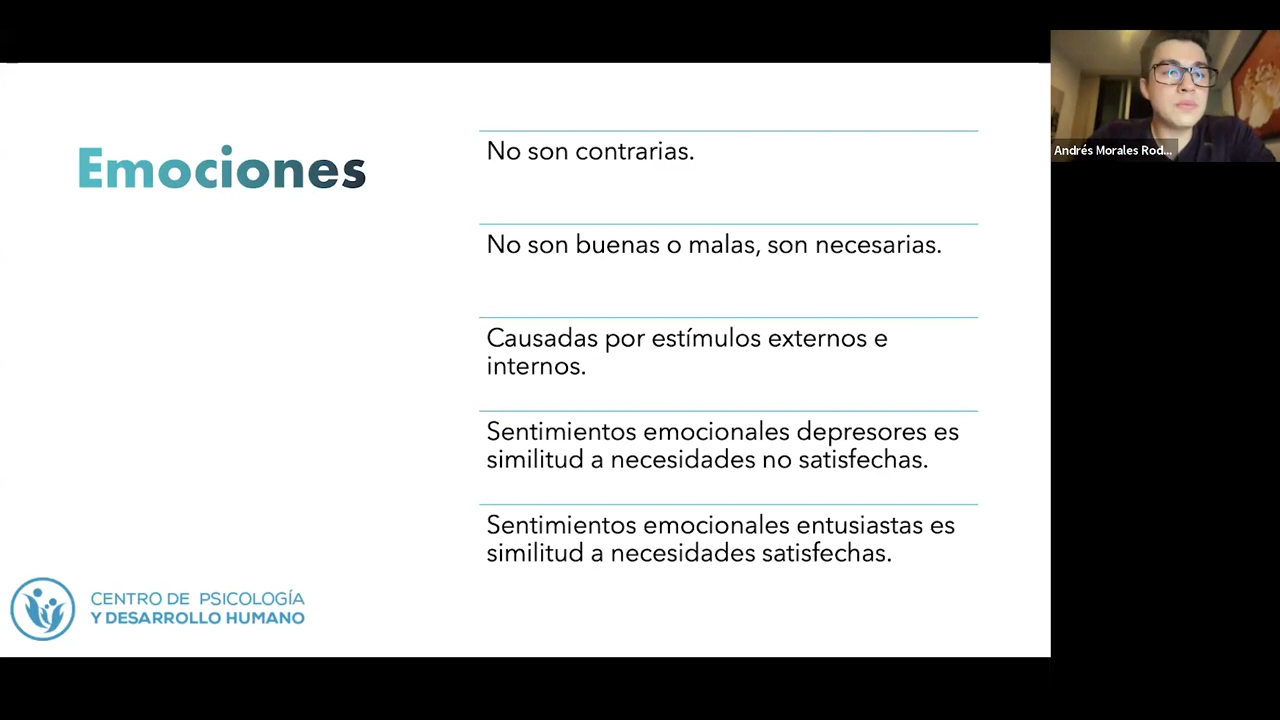 Emociones
No son contrarias.
No son buenas o malas, son necesarias.
Causadas por estímulos externos e
internos.
Sentimientos emocionales depresores es
similitud a necesidades no satisfechas.
Sentimientos emocionales entusiastas es
similitud a necesidades satisfechas.
CENTRO DE PSICOLOGÍA
Y DESARROLLO HUMANO
Andrés Morales Rod...